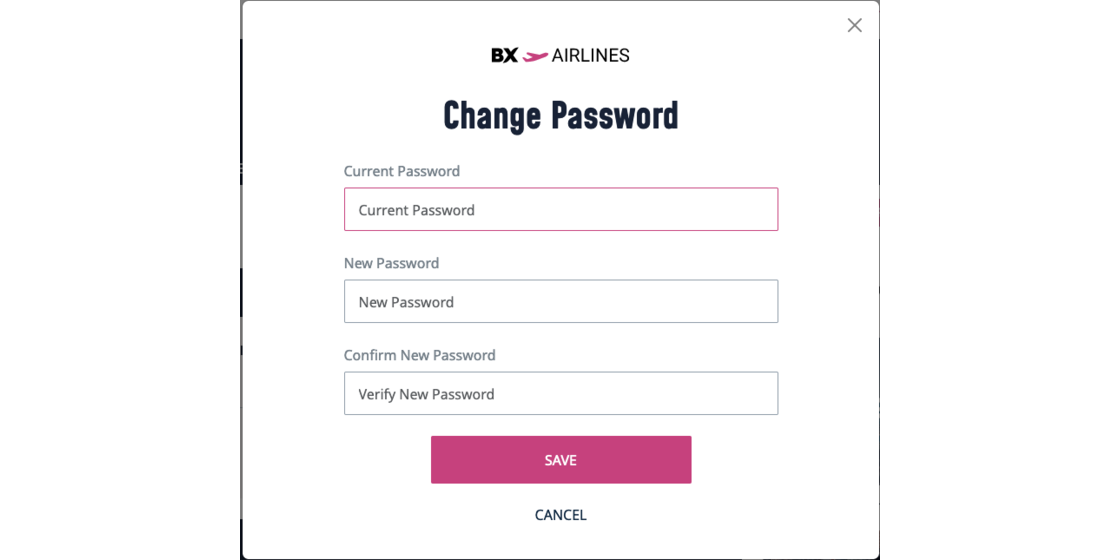 BX AIRLINES
Change Password
Current Password
Current Password
New Password
New Password
Confirm New Password
Verify New Password
SAVE
CANCEL